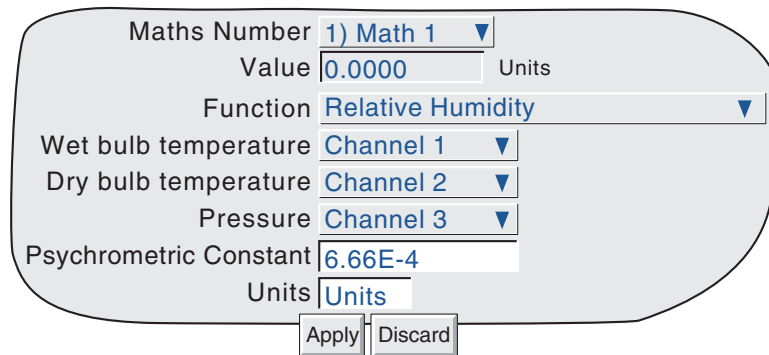 Maths Number 1) Math 1
Value 0.0000 Units
Function Relative Humidity
Wet bulb temperature Channel 1
Dry bulb temperature Channel 2
Pressure Channel 3
Psychrometric Constant 6.66E-4
Units Units
Apply Discard